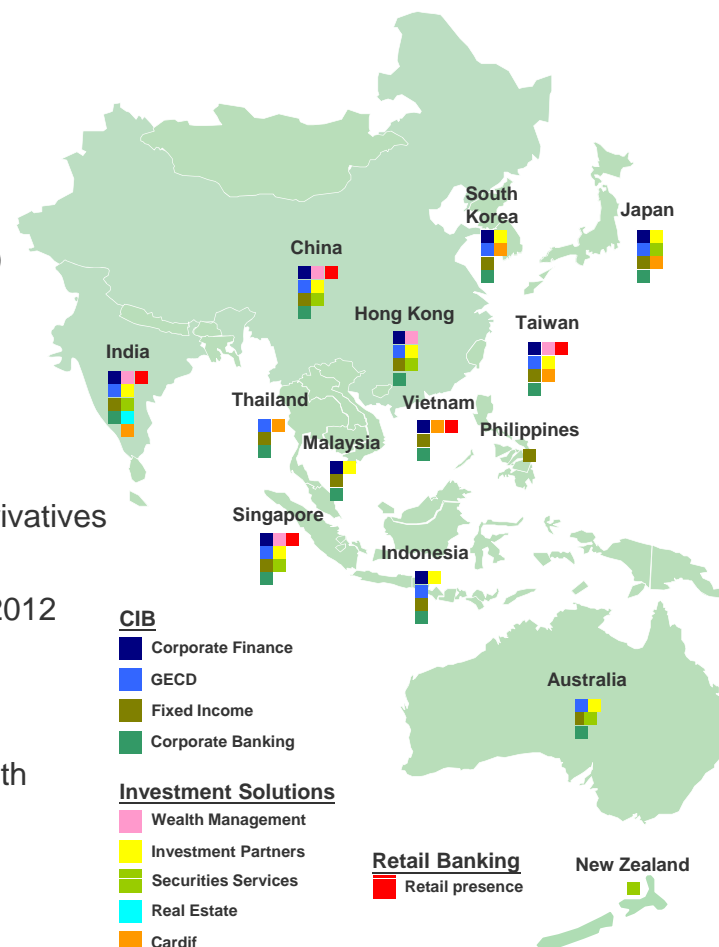 South
Korea
Japan
China
Hong Kong
Taiwan
India
Thailand
Vietnam
Malaysia
Philippines
Singapore
ivatives
Indonesia
2012
CIB
Corporate Finance
GECD
Australia
Fixed Income
Corporate Banking
th
Investment Solutions
Wealth Management
Investment Partners
Retail Banking
New Zealand
Securities Services
Retail presence
Real Estate
Cardif